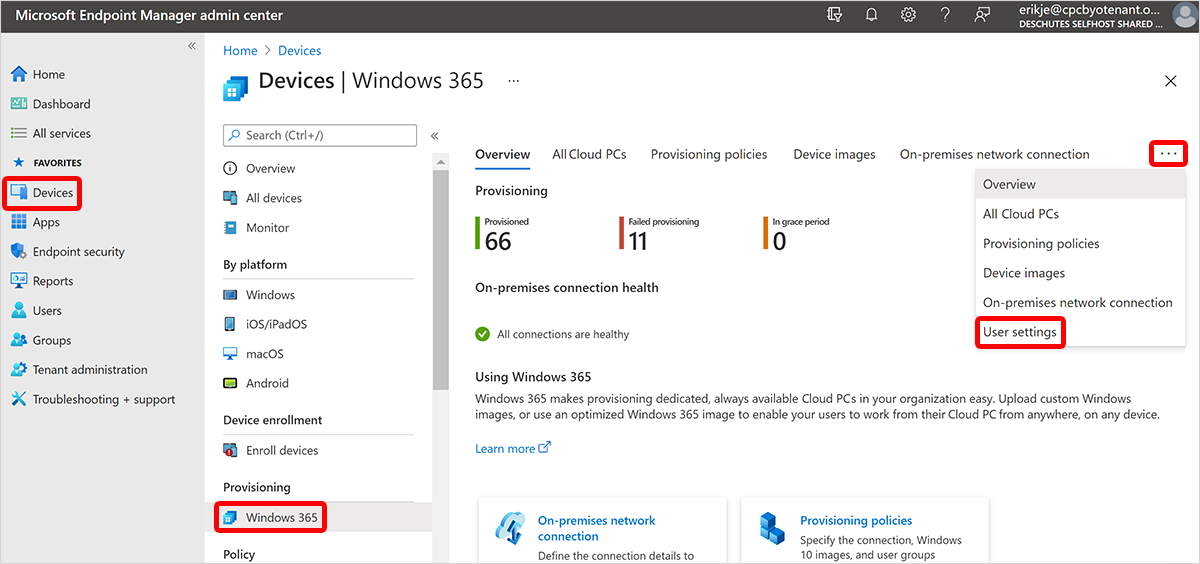 Microsoft Endpoint Manager admin center
erikje@cpcbyotenant.o...
DESCHUTES SELFHOST SHARED ...
Home
Dashboard
All services
FAVORITES
Devices
Apps
Endpoint security
Reports
Users
Groups
Tenant administration
Troubleshooting + support
Home > Devices
Devices | Windows 365 ...
Search (Ctrl+/)
Overview
All devices
Monitor
By platform
Windows
iOS/iPadOS
macOS
Android
Device enrollment
Enroll devices
Provisioning
Windows 365
Policy
Overview All Cloud PCs Provisioning policies Device images On-premises network connection ...
Provisioning
Provisioned
66
Failed provisioning
11
In grace period
0
On-premises connection health
All connections are healthy
Using Windows 365
Windows 365 makes provisioning dedicated, always available Cloud PCs in your organization easy. Upload custom Windows
images, or use an optimized Windows 365 image to enable your users to work from their Cloud PC from anywhere, on any device.
Learn more
On-premises network
connection
Define the connection details to
Provisioning policies
Specify the connection, Windows
10 images, and user groups
Overview
All Cloud PCs
Provisioning policies
Device images
On-premises network connection
User settings